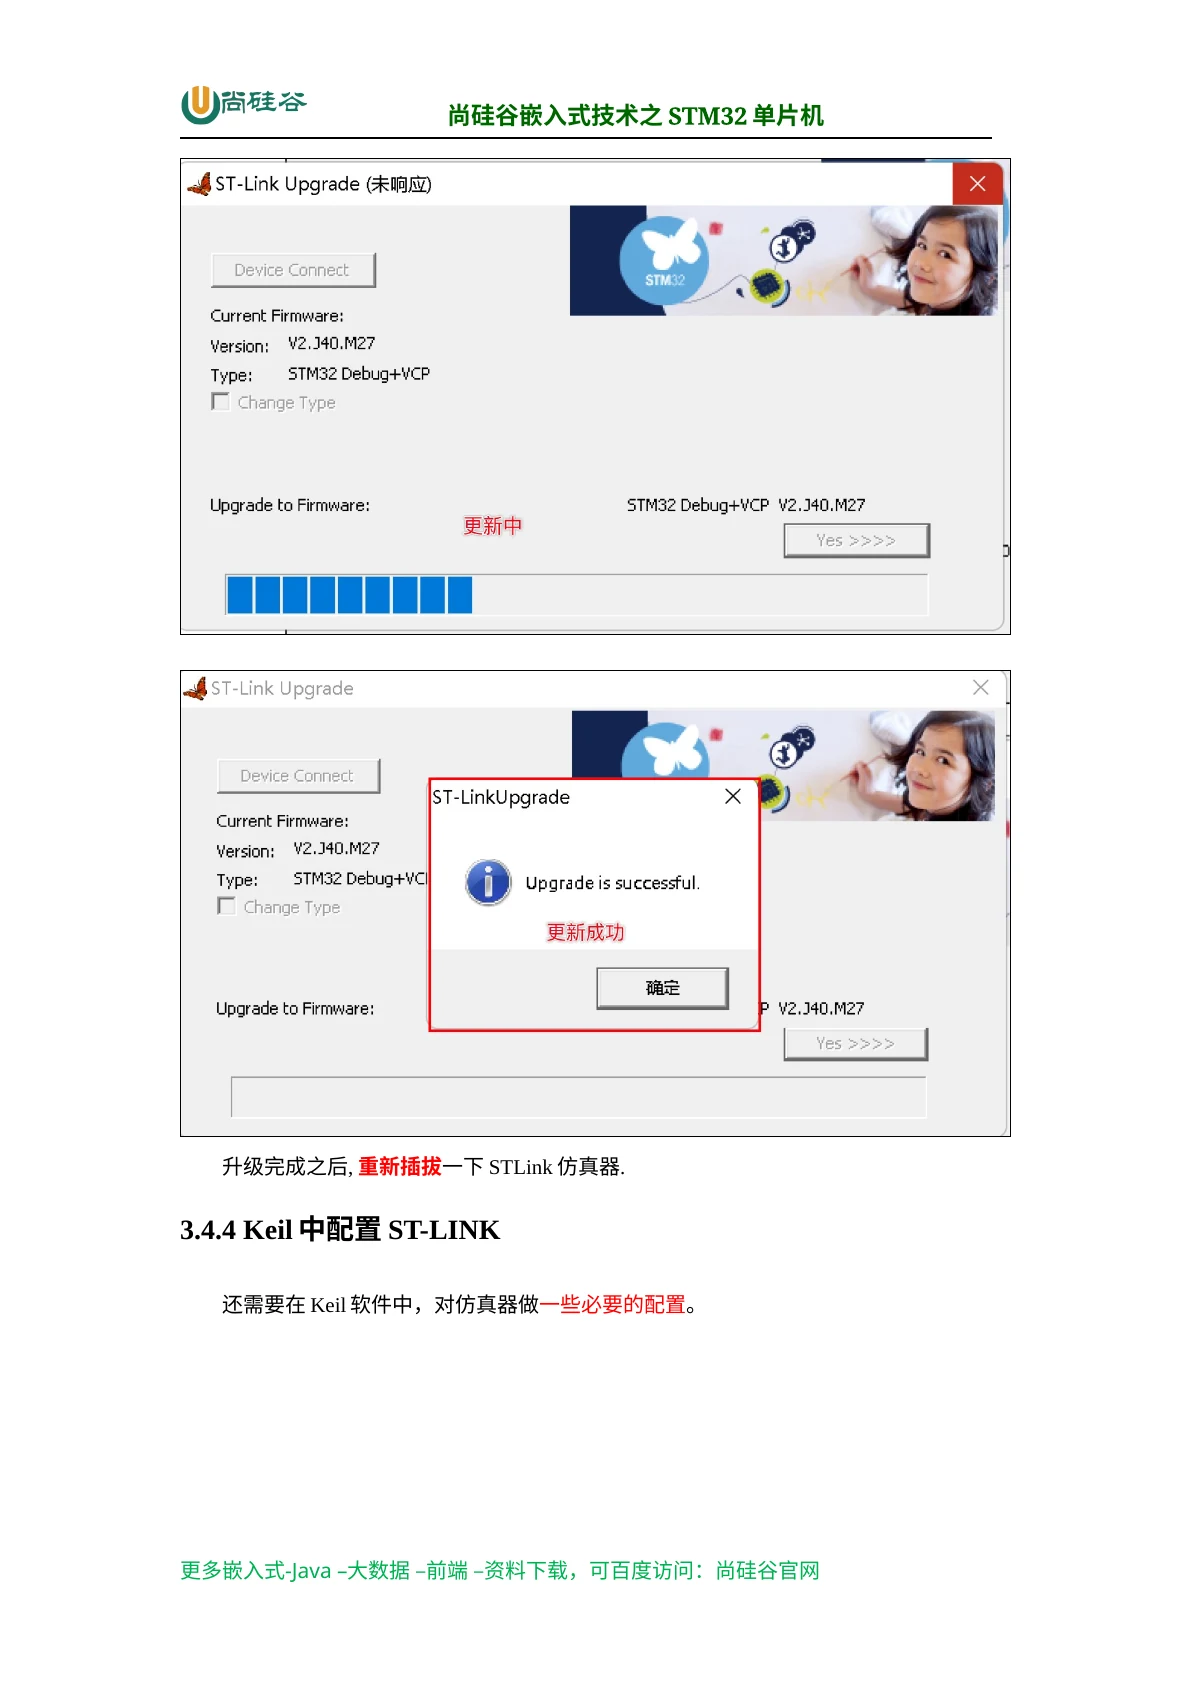 尚硅谷
尚硅谷嵌入式技术之 STM32 单片机
ST-Link Upgrade (未响应)
STM32
Device Connect
Current Firmware:
Version: V2.J40.M27
Type: STM32 Debug+VCP
Change Type
Upgrade to Firmware: STM32 Debug+VCP V2.J40.M27
更新中
Yes >>>>
ST-Link Upgrade
Device Connect
ST-LinkUpgrade
Current Firmware:
Version: V2.J40.M27
Type: STM32 Debug+VC
Upgrade is successful.
Change Type
更新成功
确定
Upgrade to Firmware: P V2.J40.M27
Yes >>>>
升级完成之后, 重新插拔一下 STLink 仿真器.
3.4.4 Keil 中配置 ST-LINK
还需要在 Keil 软件中，对仿真器做一些必要的配置。
更多嵌入式-Java –大数据 –前端 –资料下载，可百度访问：尚硅谷官网